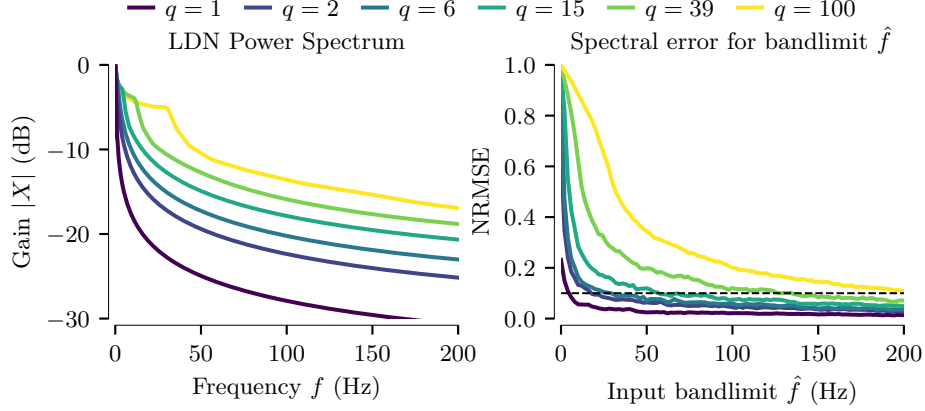 q = 1 q = 2 q = 6 q = 15 q = 39 q = 100
LDN Power Spectrum
Spectral error for bandlimit f̂
Gain |X| (dB)
0
−10
−20
−30
0 50 100 150 200
Frequency f (Hz)
NRMSE
1.0
0.8
0.6
0.4
0.2
0.0
0 50 100 150 200
Input bandlimit f̂ (Hz)